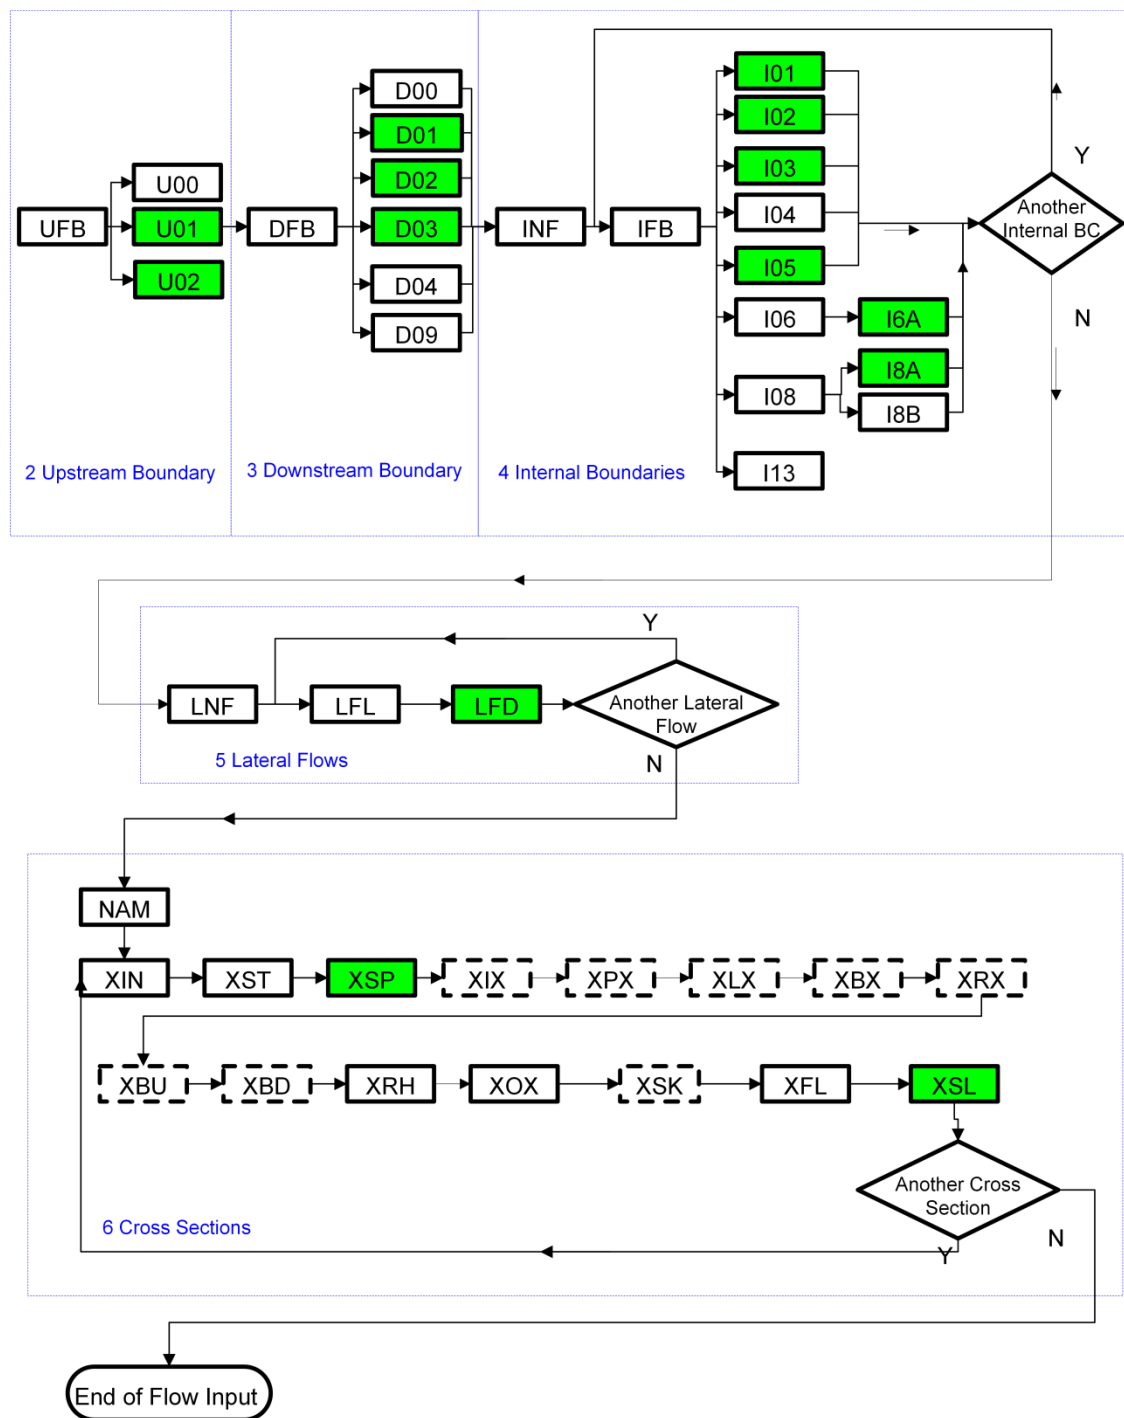 UFB
U00
U01
U02
2 Upstream Boundary
DFB
D00
D01
D02
D03
D04
D09
3 Downstream Boundary
INF
IFB
I01
I02
I03
I04
I05
I06
I6A
I08
I8A
I8B
I13
4 Internal Boundaries
Another
Internal BC
Y
N
LNF
LFL
LFD
Another Lateral
Flow
Y
N
5 Lateral Flows
NAM
XIN
XST
XSP
XIX
XPX
XLX
XBX
XRX
XBU
XBD
XRH
XOX
XSK
XFL
XSL
Another Cross
Section
N
Y
6 Cross Sections
End of Flow Input